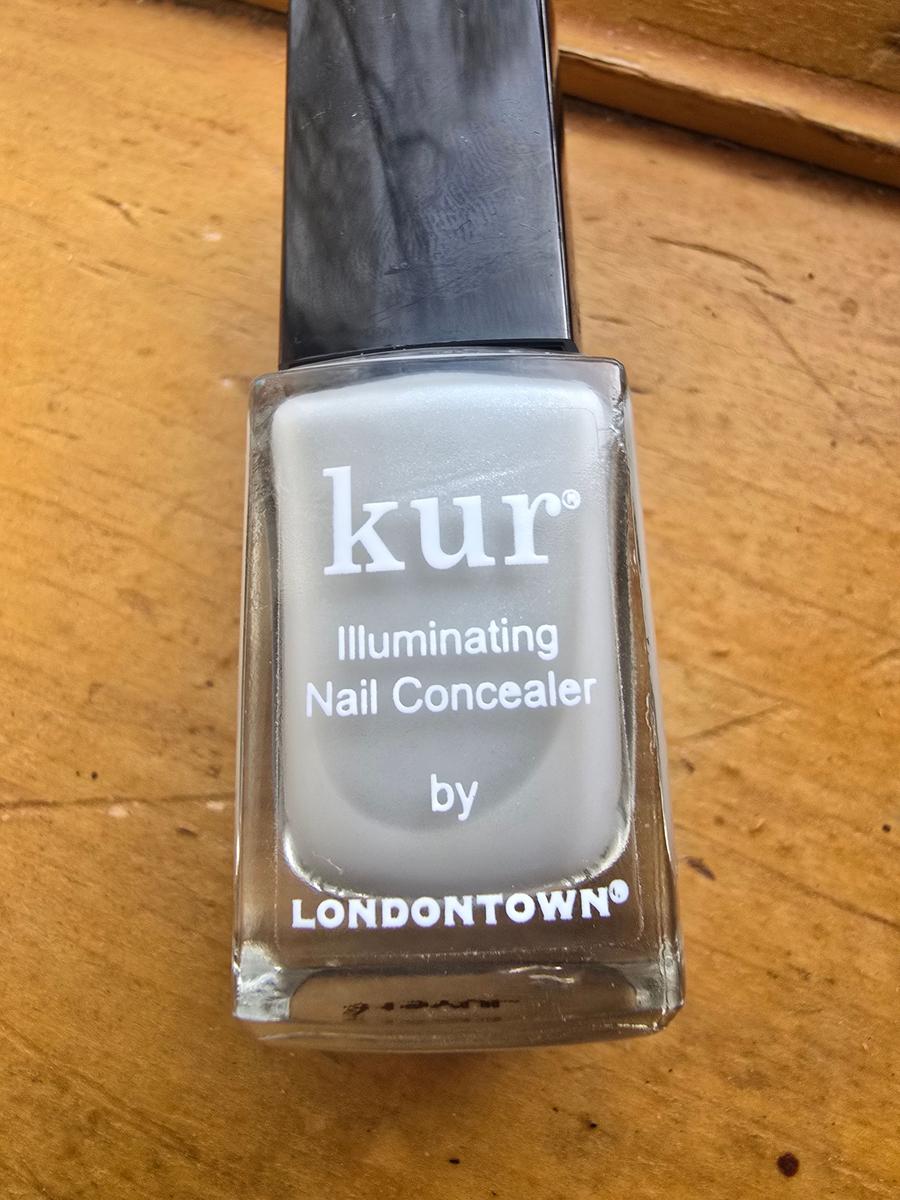 kur®
Illuminating
Nail Concealer
by
LONDONTOWN®